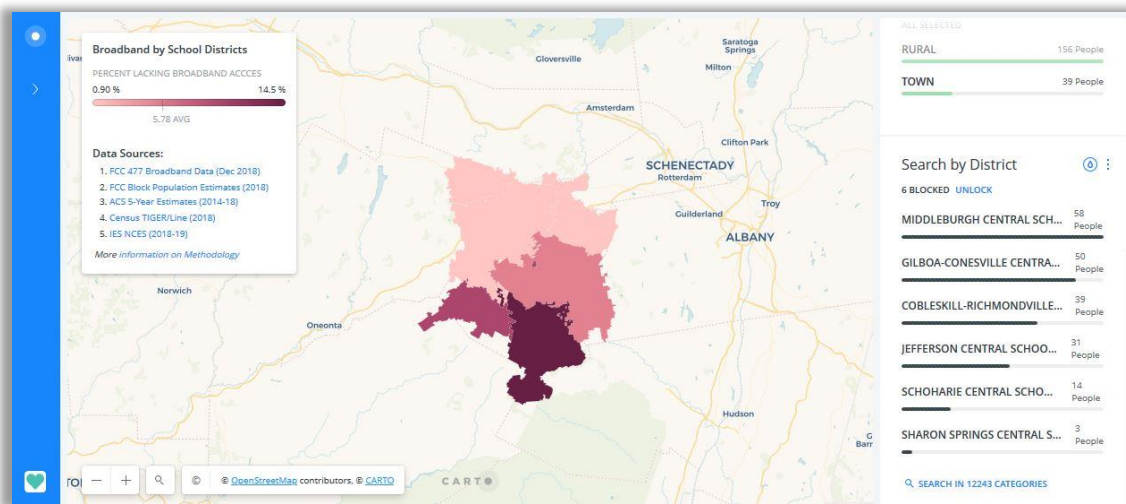 Broadband by School Districts
PERCENT LACKING BROADBAND ACCCES
0.90 %
14.5 %
5.78 AVG
Data Sources:
1. FCC 477 Broadband Data (Dec 2018)
2. FCC Block Population Estimates (2018)
3. ACS 5-Year Estimates (2014-18)
4. Census TIGER/Line (2018)
5. IES NCES (2018-19)
More information on Methodology
Gloversville
Saratoga
Springs
Milton
Amsterdam
Clifton Park
SCHENECTADY
Rotterdam
Troy
Guilderland
ALBANY
Norwich
Oneonta
Hudson
© OpenStreetMap contributors, © CARTO
CARTO
ALL SELECTED
RURAL
156 People
TOWN
39 People
Search by District
6 BLOCKED UNLOCK
MIDDLEBURGH CENTRAL SCH...
58
People
GILBOA-CONESVILLE CENTRA...
50
People
COBLESKILL-RICHMONDVILLE...
39
People
JEFFERSON CENTRAL SCHOO...
31
People
SCHOHARIE CENTRAL SCHO...
14
People
SHARON SPRINGS CENTRAL S...
3
People
SEARCH IN 12243 CATEGORIES